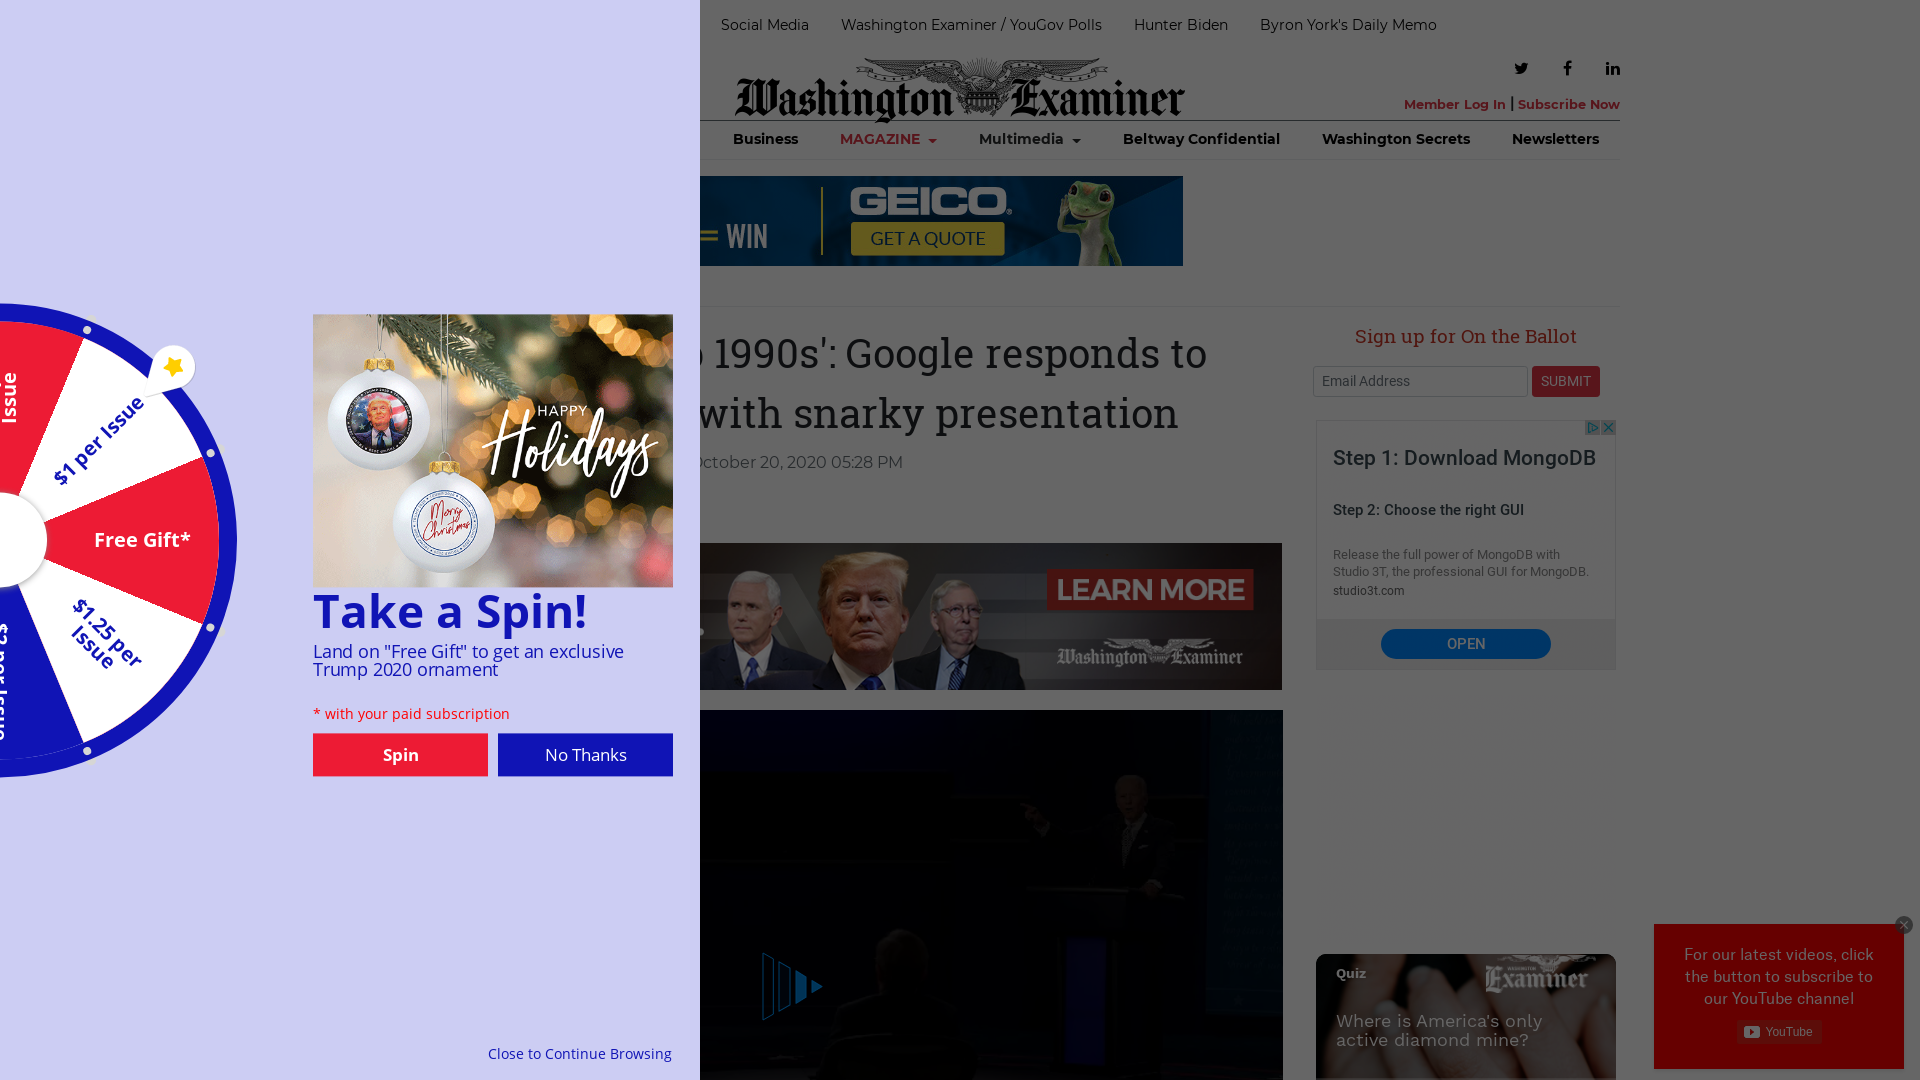 Social Media
Washington Examiner / YouGov Polls
Hunter Biden
Byron York's Daily Memo
Washington Examiner
Member Log In | Subscribe Now
Business
MAGAZINE
Multimedia
Beltway Confidential
Washington Secrets
Newsletters
= WIN
GEICO
GET A QUOTE
1990s': Google responds to
with snarky presentation
October 20, 2020 05:28 PM
Sign up for On the Ballot
Email Address
SUBMIT
Step 1: Download MongoDB
Step 2: Choose the right GUI
Release the full power of MongoDB with
Studio 3T, the professional GUI for MongoDB.
studio3t.com
OPEN
LEARN MORE
Washington Examiner
Issue
$1 per Issue
Free Gift*
$1.25 per
Issue
$2 per Issue
HAPPY
Holidays
Merry
Christmas
Take a Spin!
Land on "Free Gift" to get an exclusive
Trump 2020 ornament
* with your paid subscription
Spin
No Thanks
Close to Continue Browsing
Quiz
Examiner
Where is America's only
active diamond mine?
For our latest videos, click
the button to subscribe to
our YouTube channel
YouTube